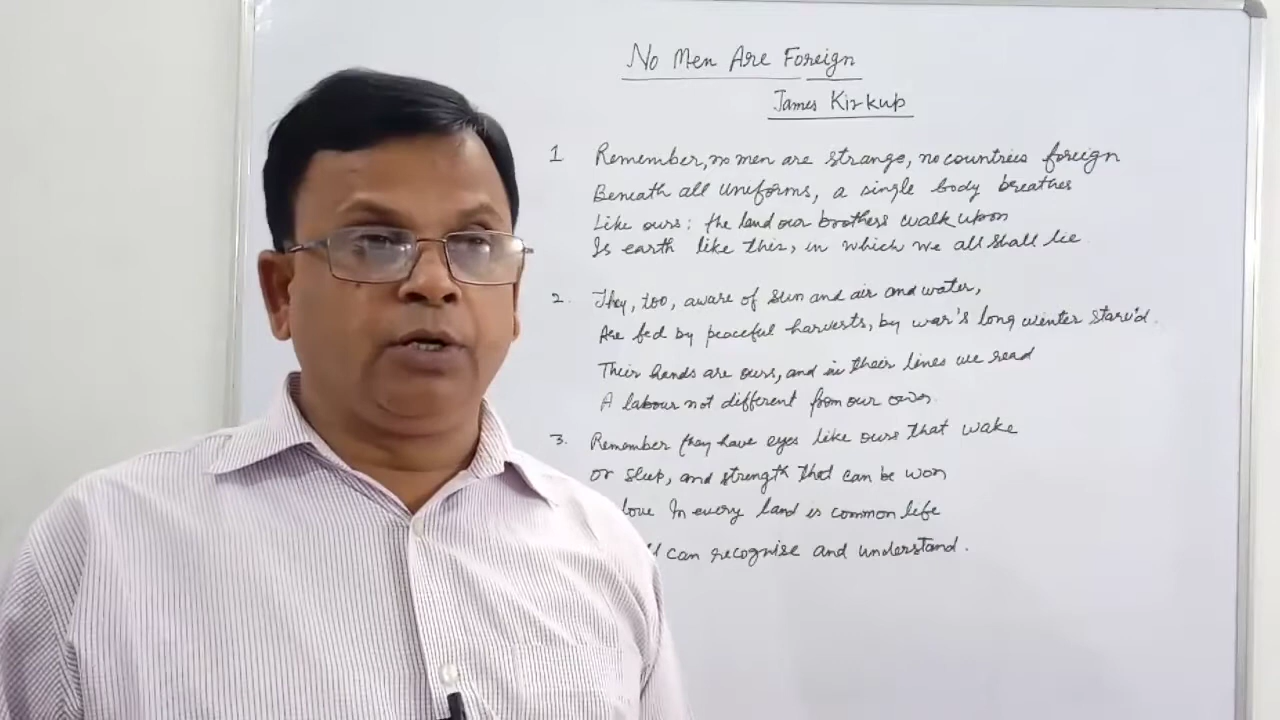 No Men Are Foreign
James Kirkup
1 Remember, no men are strange, no countries foreign
Beneath all uniforms, a single body breathes
Like ours: the land our brothers walk upon
Is earth like this, in which we all shall lie.
2. They, too, aware of sun and air and water,
Are fed by peaceful harvests, by war's long winter starv'd.
Their hands are ours, and in their lines we read
A labour not different from our own.
3. Remember they have eyes like ours that wake
or sleep, and strength that can be won
love In every land is common life
can recognise and understand.